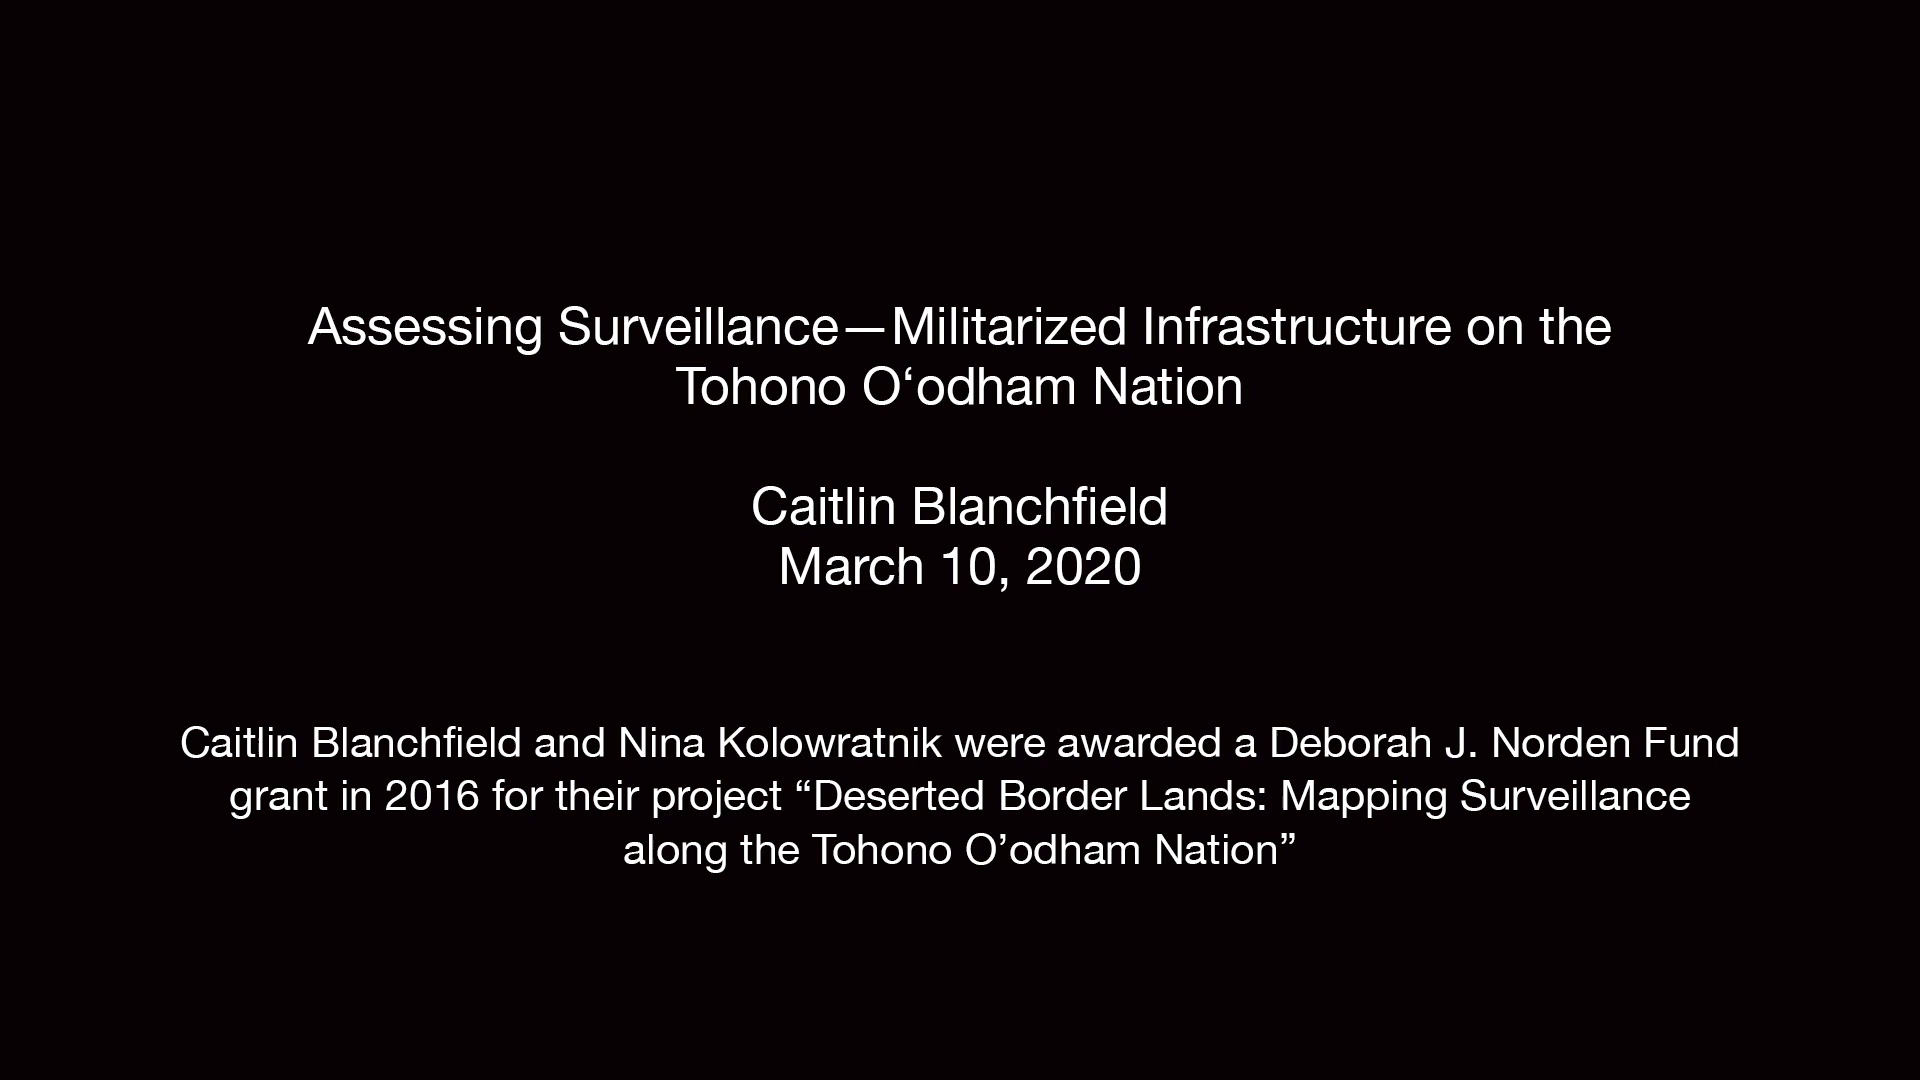 Assessing Surveillance—Militarized Infrastructure on the
Tohono O‘odham Nation
Caitlin Blanchfield
March 10, 2020
Caitlin Blanchfield and Nina Kolowratnik were awarded a Deborah J. Norden Fund
grant in 2016 for their project “Deserted Border Lands: Mapping Surveillance
along the Tohono O’odham Nation”